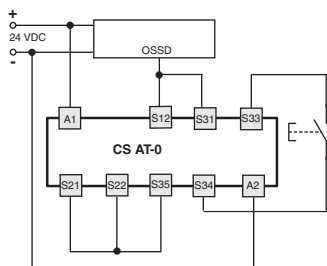 +
24 VDC
-
OSSD
A1 S12 S31 S33
CS AT-0
S21 S22 S35 S34 A2